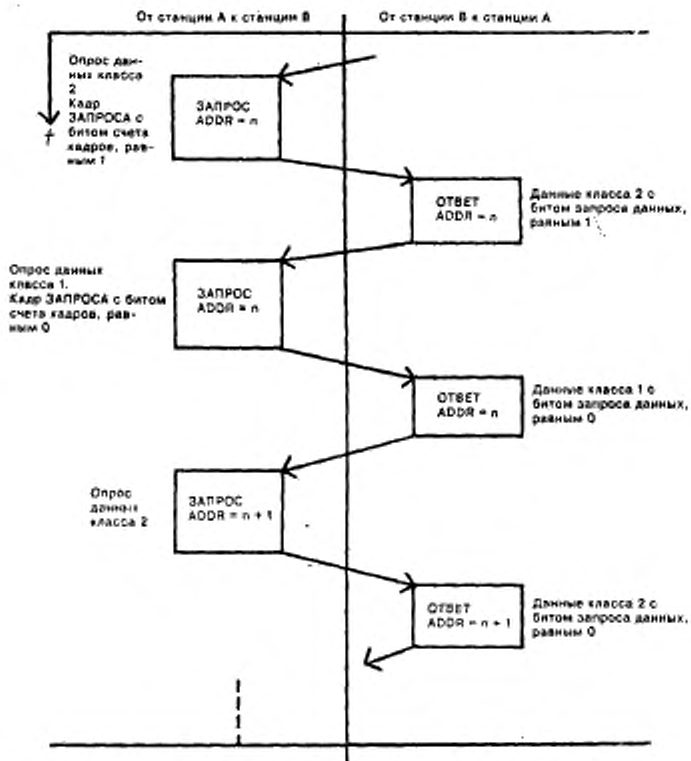 От станции А к станции В
От станции В к станции А
Опрос дан-
ных класса
2
Кадр
ЗАПРОСА с
битом счета
кадров, рав-
ным 1
t
ЗАПРОС
ADDR = n
ОТВЕТ
ADDR = n
Данные класса 2 с
битом запроса данных,
равным 1
Опрос данных
класса 1.
Кадр ЗАПРОСА с битом
счета кадров, рав-
ным 0
ЗАПРОС
ADDR = n
ОТВЕТ
ADDR = n
Данные класса 1 с
битом запроса данных,
равным 0
Опрос
данных
класса 2
ЗАПРОС
ADDR = n + 1
ОТВЕТ
ADDR = n + 1
Данные класса 2 с
битом запроса данных,
равным 0